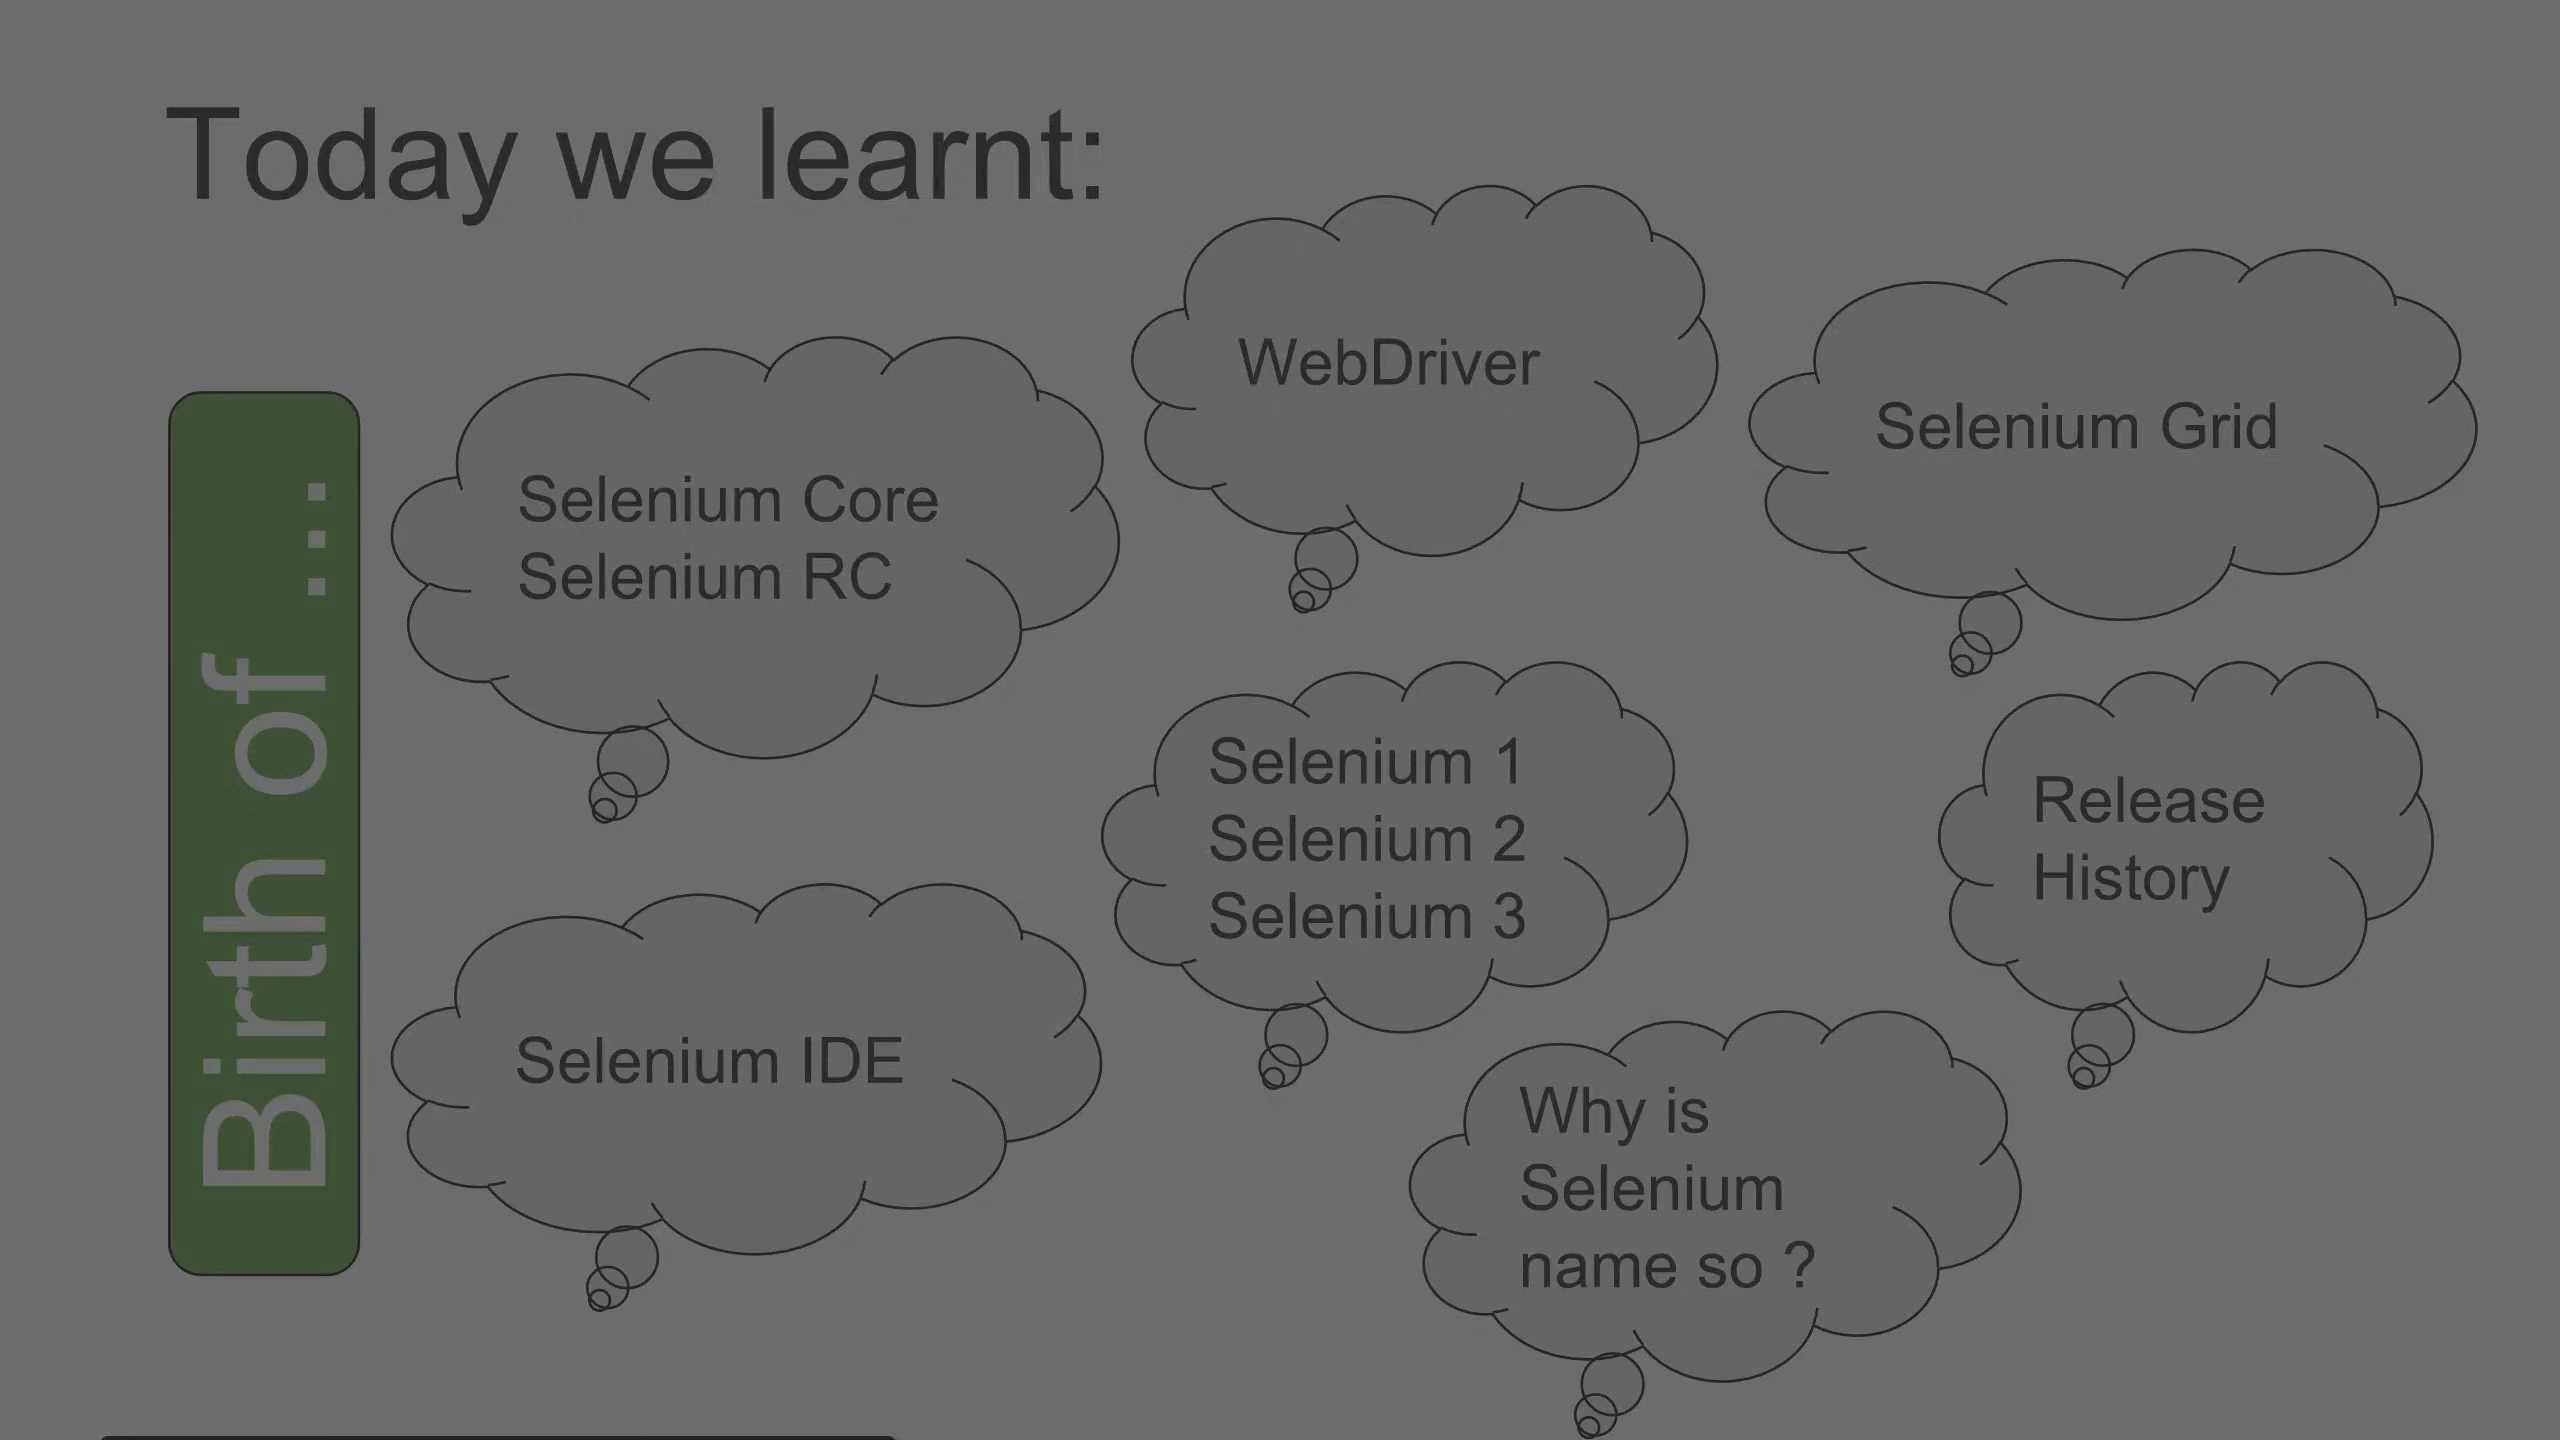 Today we learnt:
Birth of ...
Selenium Core
Selenium RC
WebDriver
Selenium Grid
Selenium IDE
Selenium 1
Selenium 2
Selenium 3
Release
History
Why is
Selenium
name so ?